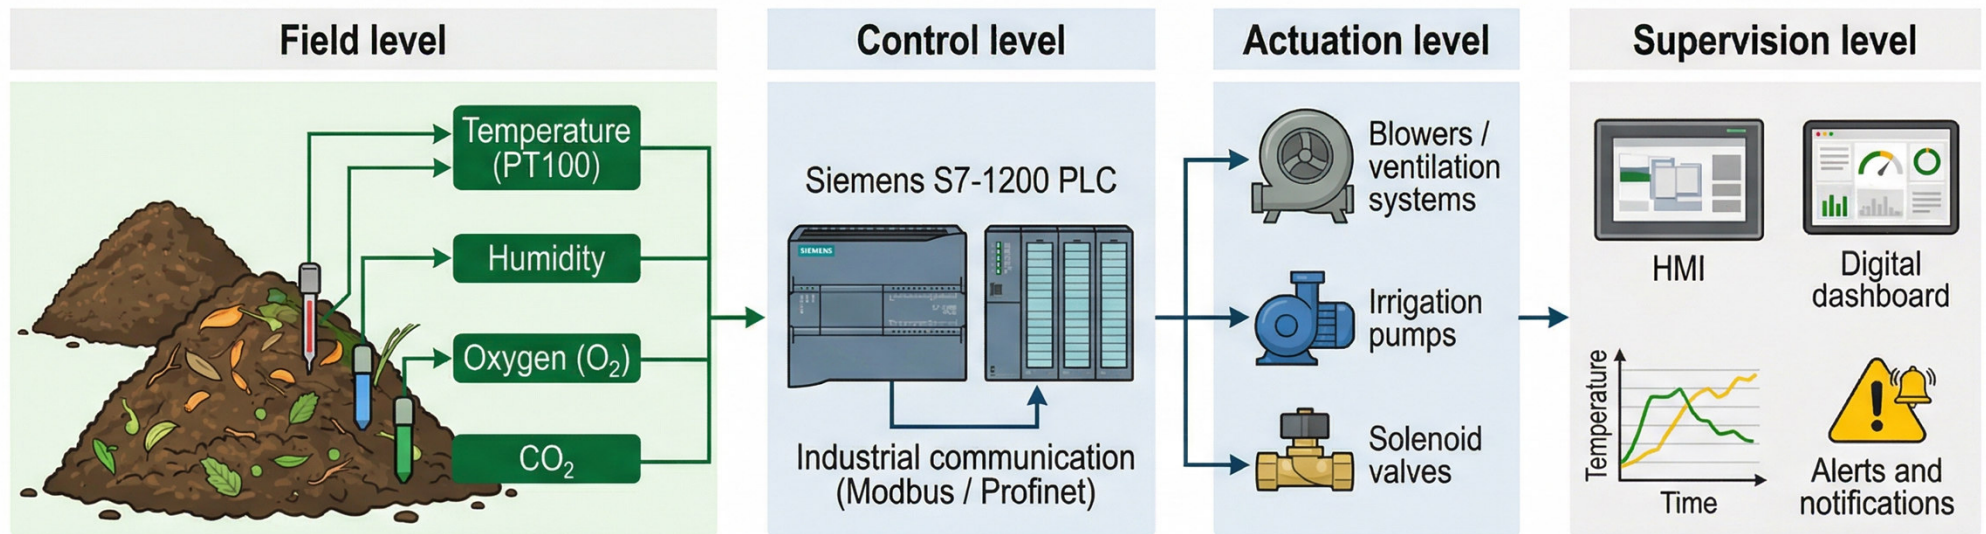 Field level
Control level
Actuation level
Supervision level
Temperature
(PT100)
Humidity
Oxygen (O₂)
CO₂
Siemens S7-1200 PLC
SIEMENS
Industrial communication
(Modbus / Profinet)
Blowers /
ventilation
systems
Irrigation
pumps
Solenoid
valves
HMI
Digital
dashboard
Temperature
Time
Alerts and
notifications